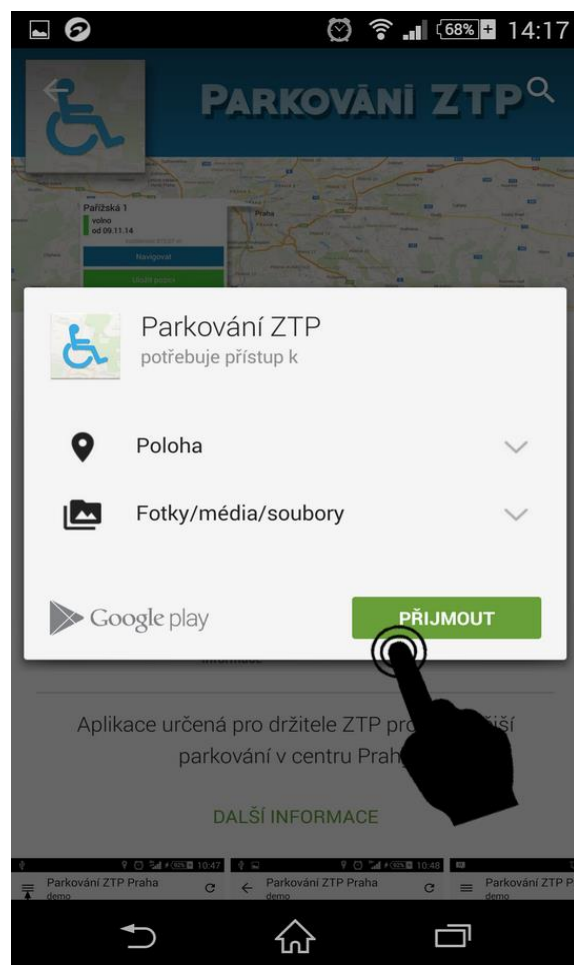 68% 14:17
PARKOVÁNÍ ZTP
Pařížská 1
volno
od 09.11.14
Praha
Navigovat
Parkování ZTP
potřebuje přístup k
Poloha
Fotky/média/soubory
Google play
PŘIJMOUT
Aplikace určená pro držitele ZTP pro
parkování v centru Prahy
DALŠÍ INFORMACE
10:47 10:48
Parkování ZTP Praha Parkování ZTP Praha Parkování ZTP P
demo demo demo